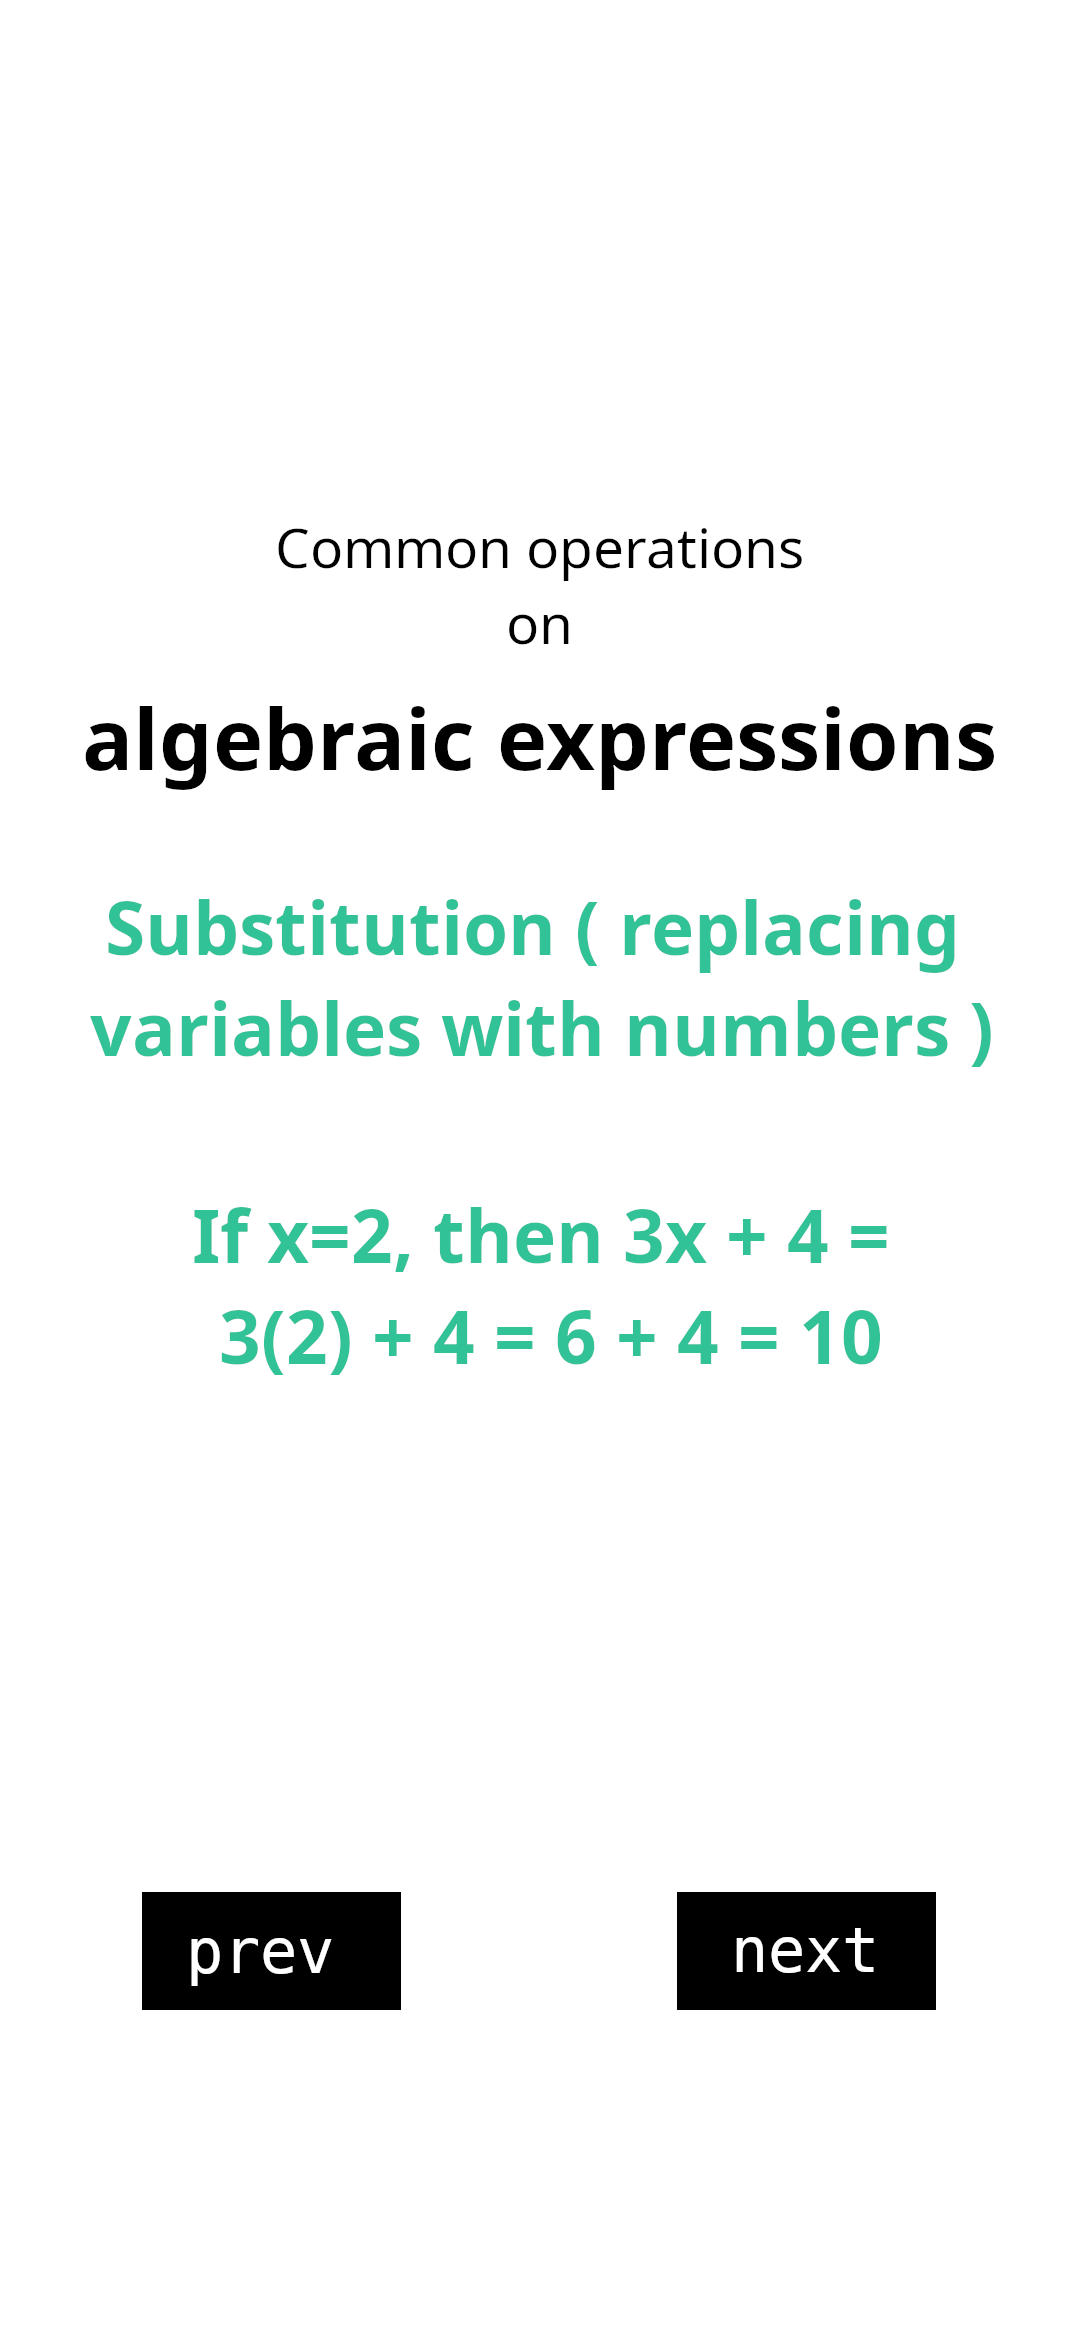 Common operations
on
algebraic expressions
Substitution ( replacing
variables with numbers )
If x=2, then 3x + 4 =
3(2) + 4 = 6 + 4 = 10
prev
next